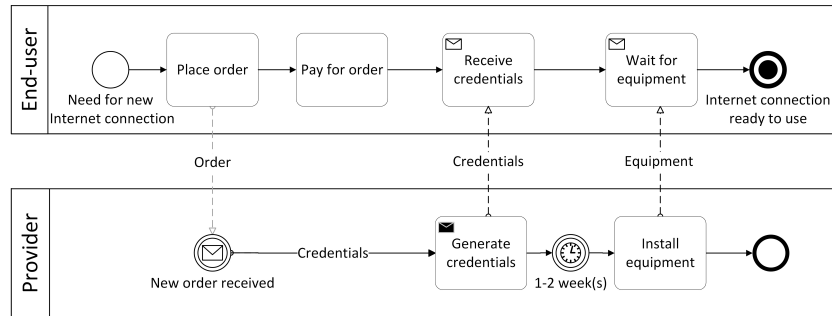 End-user
Place order
Pay for order
Receive
credentials
Wait for
equipment
Need for new
Internet connection
Internet connection
ready to use
Order
Credentials
Equipment
Provider
Credentials
Generate
credentials
Install
equipment
New order received
1-2 week(s)